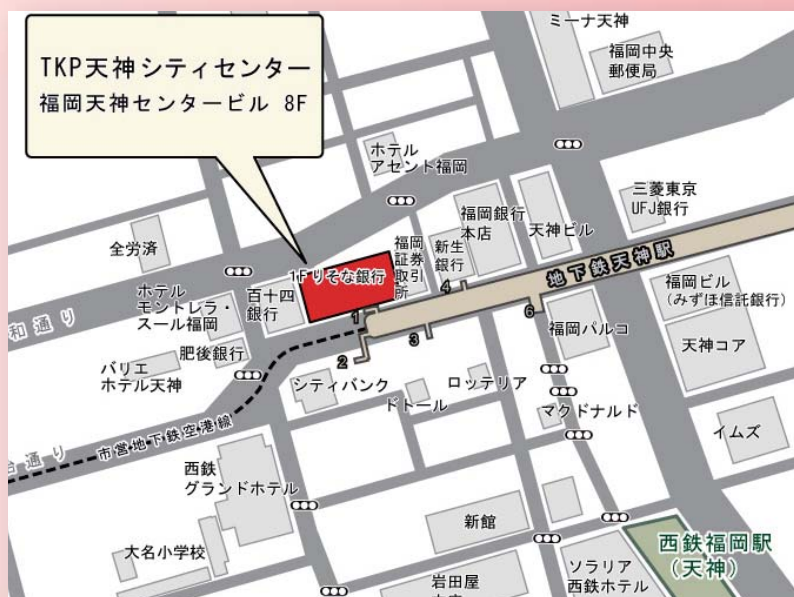 TKP天神シティセンター
福岡天神センタービル 8F
ミーナ天神
福岡中央
郵便局
ホテル
アセント福岡
三菱東京
UFJ銀行
福岡銀行
本店
天神ビル
全労済
福岡
証券
取引
所
新生
銀行
地下鉄天神駅
1Fりそな銀行
百十四
銀行
ホテル
モントレラ・
スール福岡
和通り
肥後銀行
バリエ
ホテル天神
1
2
3
4
6
福岡パルコ
福岡ビル
(みずほ信託銀行)
天神コア
シティバンク
ドトール
ロッテリア
マクドナルド
イムズ
市営地下鉄空港線
通り
西鉄
グランドホテル
大名小学校
新館
岩田屋
ソラリア
西鉄ホテル
西鉄福岡駅
(天神)